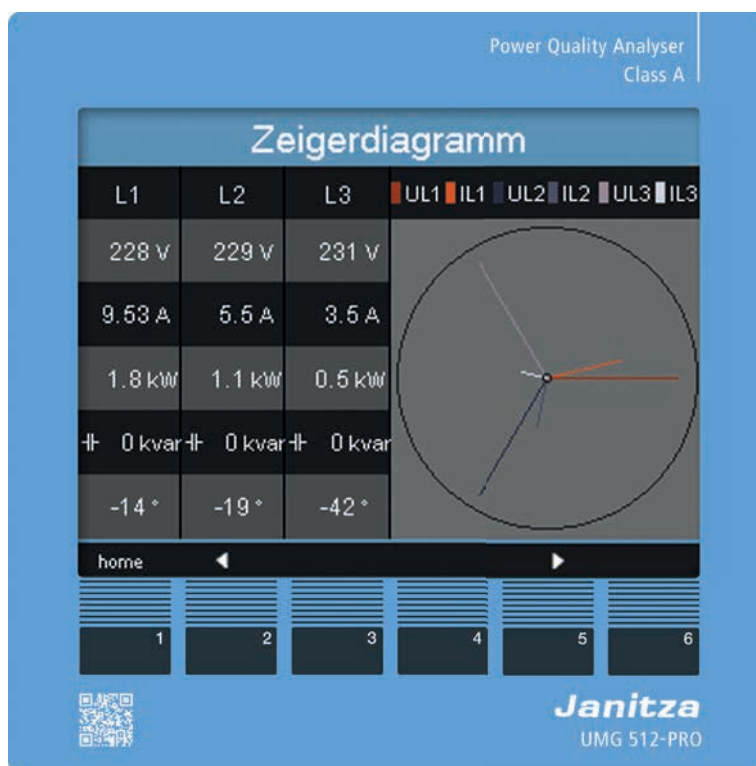 Power Quality Analyser
Class A
Zeigerdiagramm
L1 L2 L3 UL1 IL1 UL2 IL2 UL3 IL3
228 V 229 V 231 V
9.53 A 5.5 A 3.5 A
1.8 kW 1.1 kW 0.5 kW
0 kvar 0 kvar 0 kvar
-14 ° -19 ° -42 °
home
1 2 3 4 5 6
Janitza
UMG 512-PRO